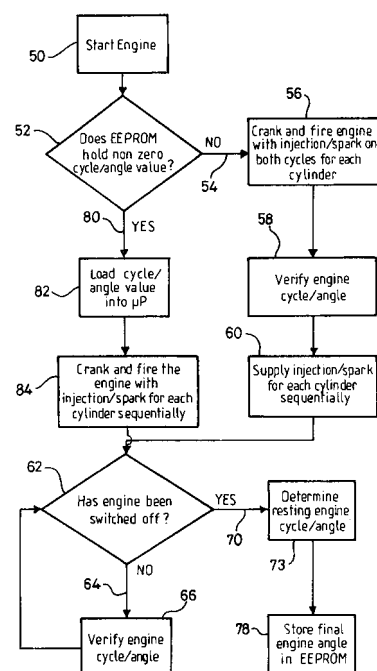 50
Start Engine
52
Does EEPROM
hold non zero
cycle/angle value?
NO
54
56
Crank and fire engine
with injection/spark on
both cycles for each
cylinder
80
YES
58
82
Load cycle/
angle value
into µP
Verify engine
cycle/angle
60
84
Crank and fire the
engine with
injection/spark for each
cylinder sequentially
Supply injection/spark
for each cylinder
sequentially
62
Has engine been
switched off?
YES
70
Determine
resting engine
cycle/angle
73
64
NO
66
Verify engine
cycle/angle
78
Store final
engine angle
in EEPROM